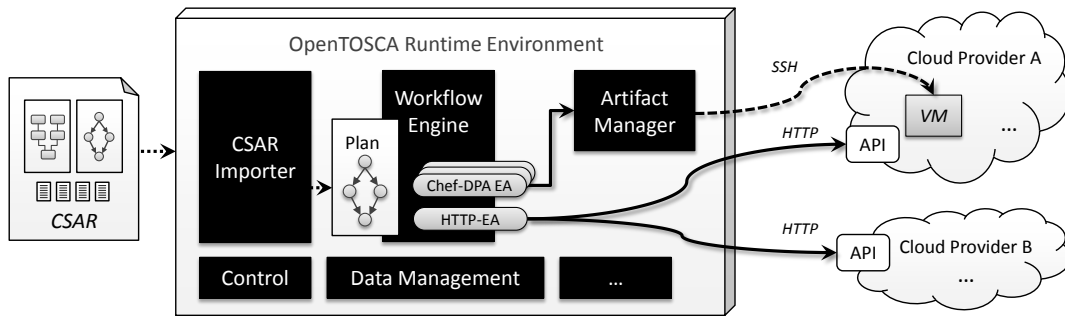 OpenTOSCA Runtime Environment
CSAR
CSAR
Importer
Plan
Workflow
Engine
Chef-DPA EA
HTTP-EA
Artifact
Manager
Control
Data Management
...
SSH
HTTP
HTTP
Cloud Provider A
VM
...
API
API
Cloud Provider B
...